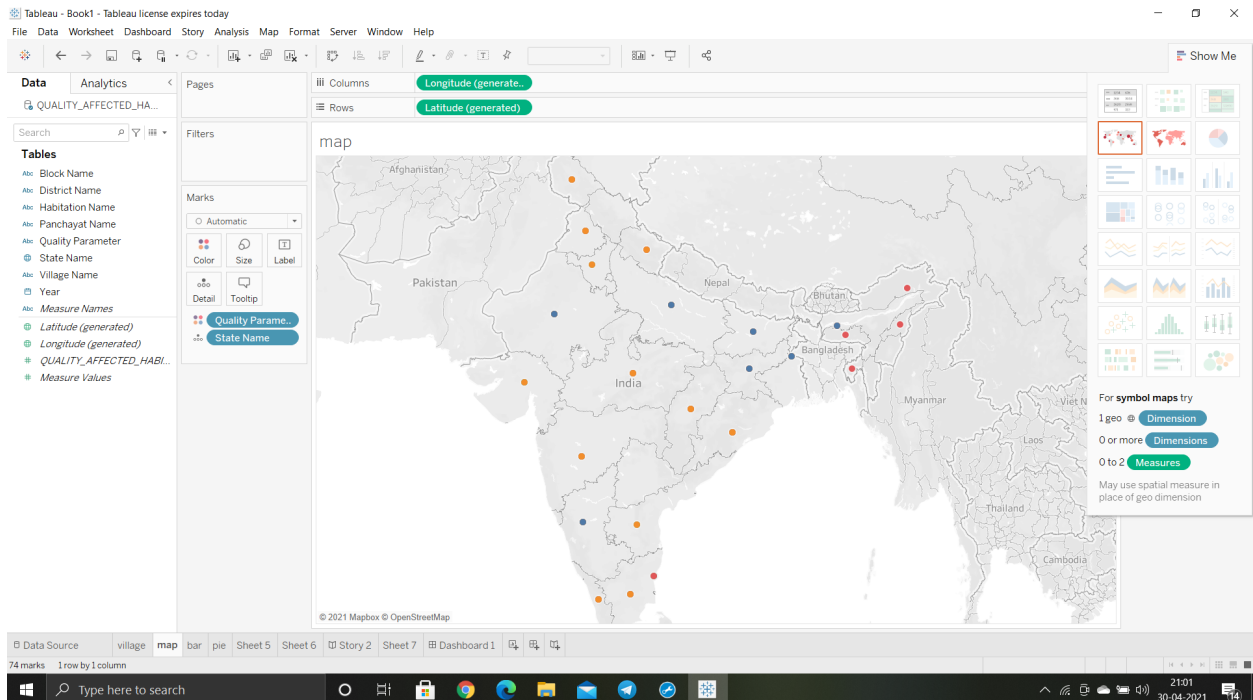 Tableau - Book1 - Tableau license expires today
File Data Worksheet Dashboard Story Analysis Map Format Server Window Help
Show Me
Data Analytics
QUALITY_AFFECTED_HA...
Search
Tables
Abc Block Name
Abc District Name
Abc Habitation Name
Abc Panchayat Name
Abc Quality Parameter
State Name
Abc Village Name
Year
Abc Measure Names
Latitude (generated)
Longitude (generated)
# QUALITY_AFFECTED_HABI...
# Measure Values
Pages
Filters
Marks
Automatic
Color Size Label
Detail Tooltip
Quality Parame..
State Name
Columns Longitude (generate..
Rows Latitude (generated)
map
Afghanistan
Pakistan
Nepal
Bhutan
Bangladesh
India
Myanmar
Viet N
Laos
Thailand
Cambodia
© 2021 Mapbox © OpenStreetMap
For symbol maps try
1 geo Dimension
0 or more Dimensions
0 to 2 Measures
May use spatial measure in
place of geo dimension
Data Source village map bar pie Sheet 5 Sheet 6 Story 2 Sheet 7 Dashboard 1
74 marks 1 row by 1 column
Type here to search
21:01
30-04-2021
14